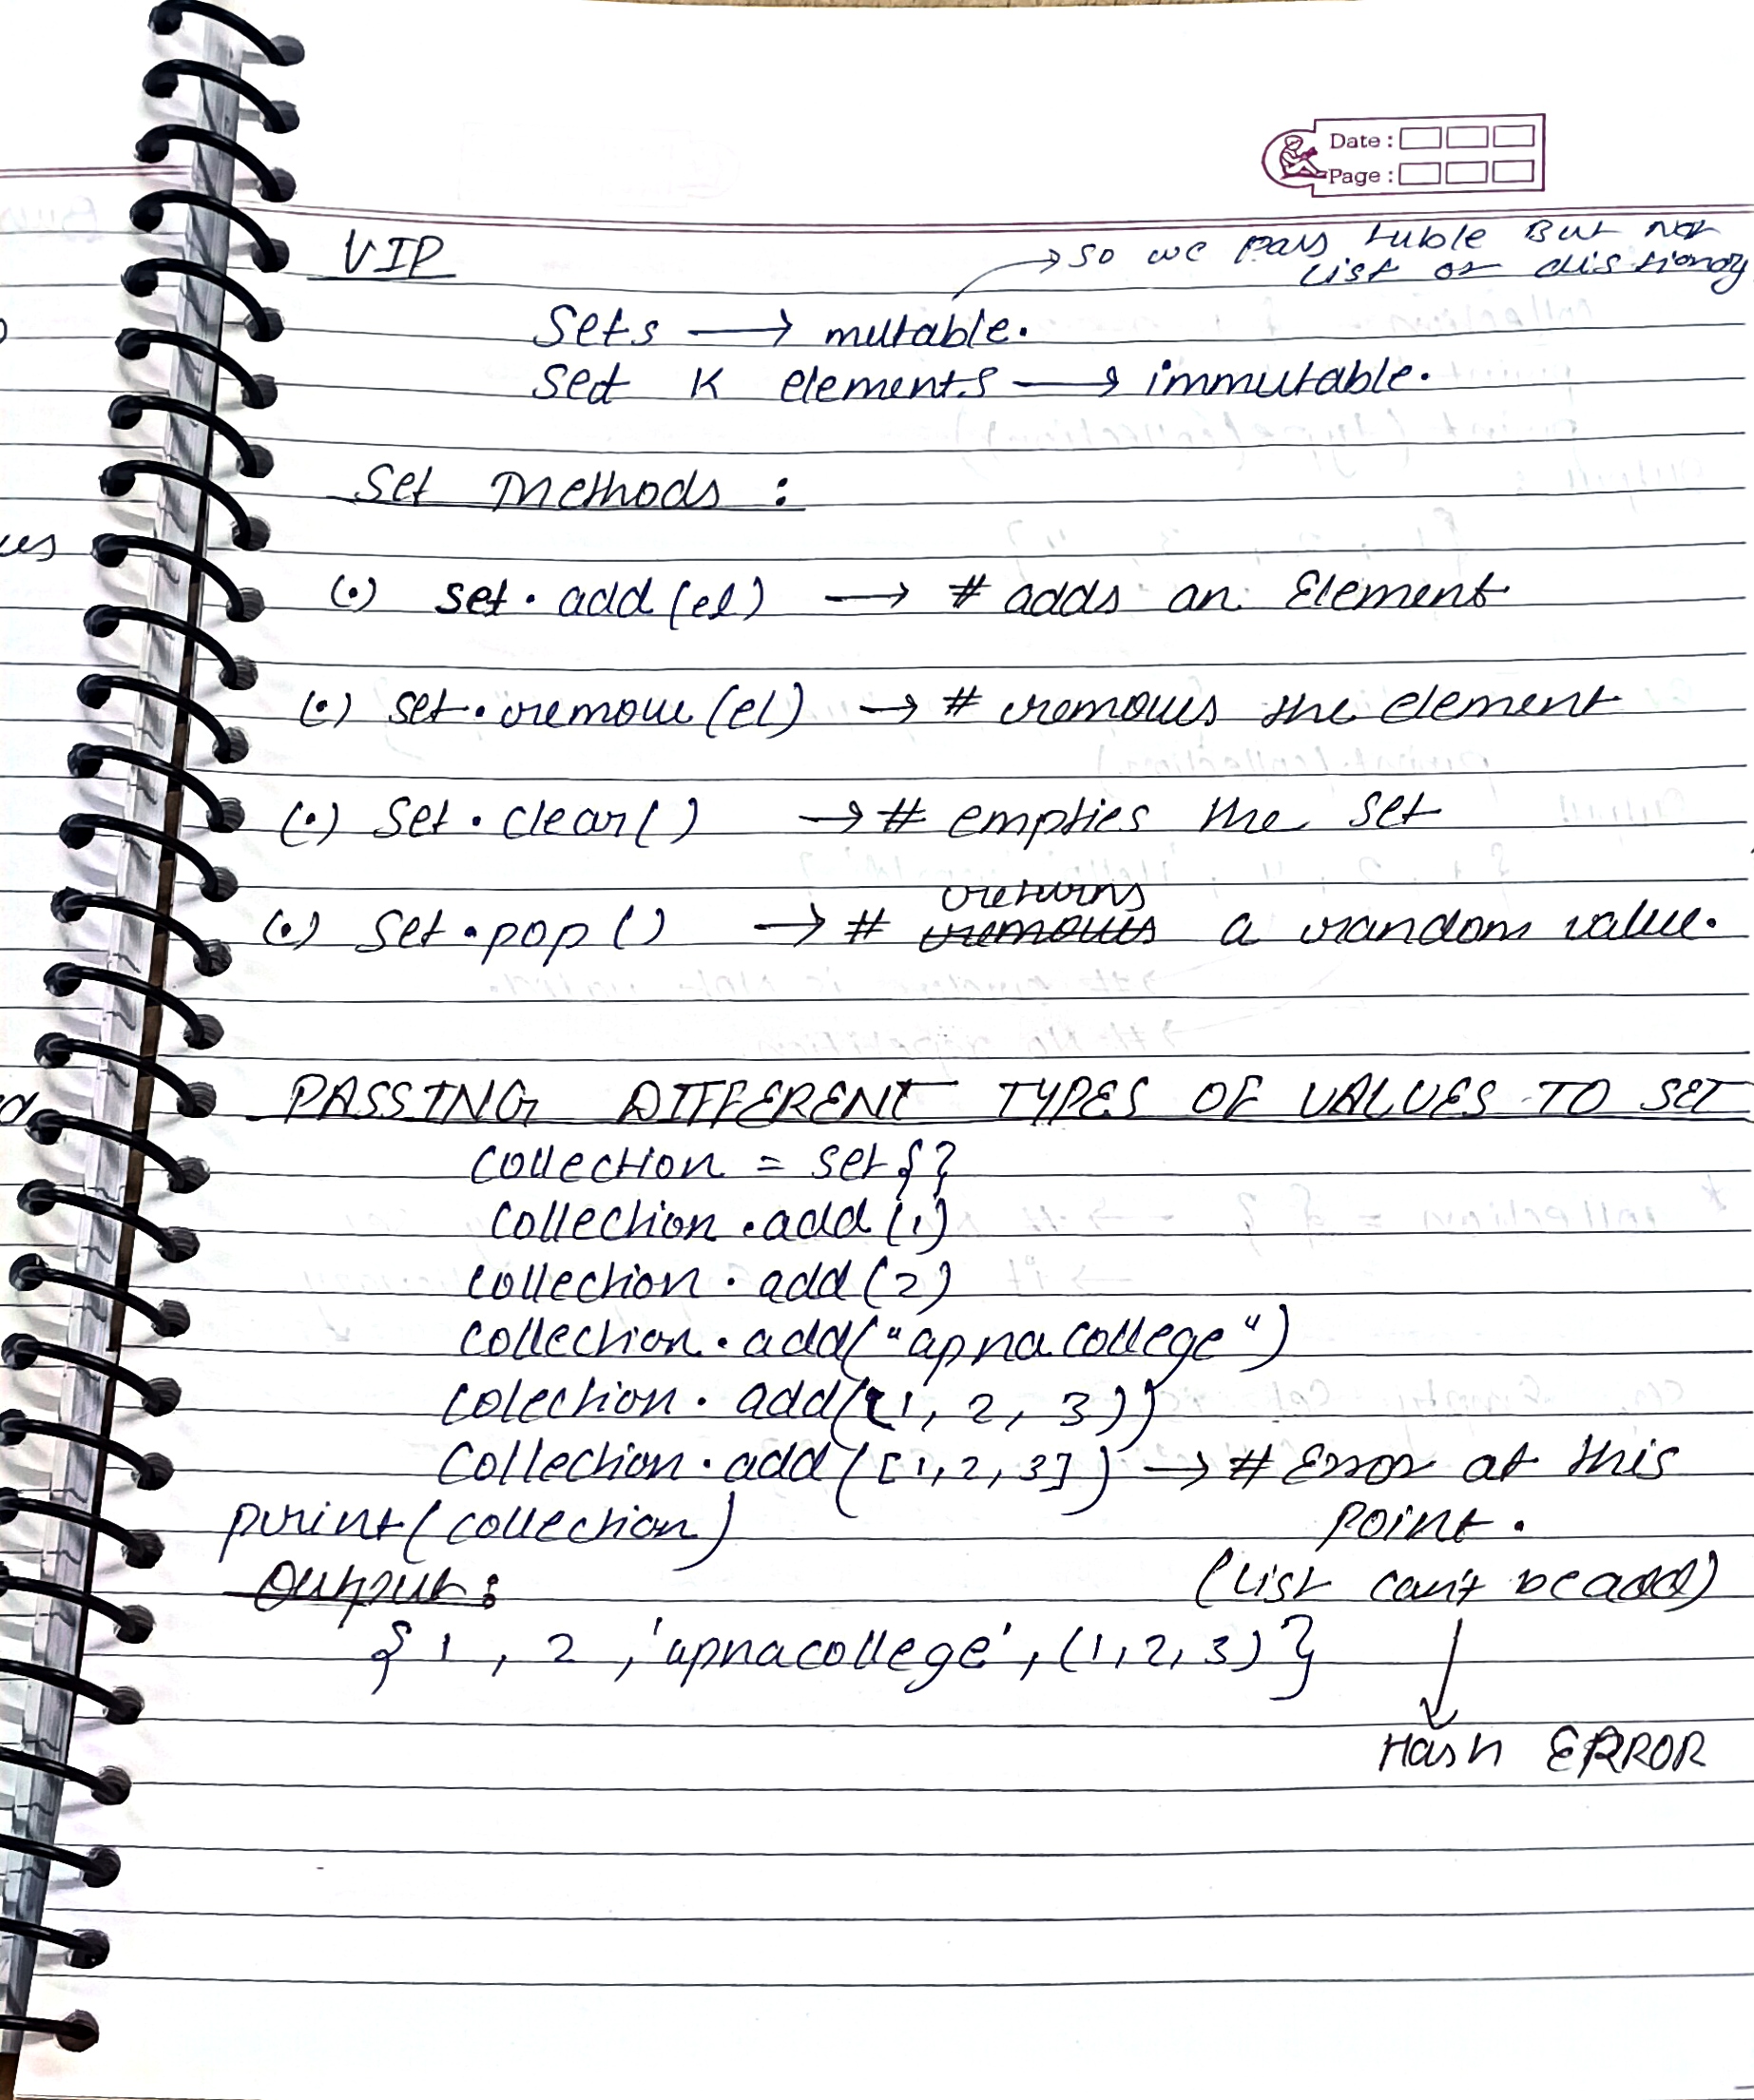 Date :
Page :
VIP
→ so we pass tuple But Not
List or distionary
Sets → mutable.
Set K elements → immutable.
Set Methods :
(•) set.add(el) → # adds an Element
(•) set.remove(el) → # removes the element
(•) Set.clear() → # empties the set
returns
(•) set.pop() → # removes a random value.
PASSING DIFFERENT TYPES OF VALUES TO SET
Collection = set{}
Collection.add(1)
Collection.add(2)
Collection.add("apnacollege")
Colection.add((1, 2, 3))
Collection.add([1, 2, 3]) → # Error at this
print(collection) Point.
Output: (List can't be add)
{ 1 , 2 , 'apnacollege', (1,2,3) }
Hash ERROR